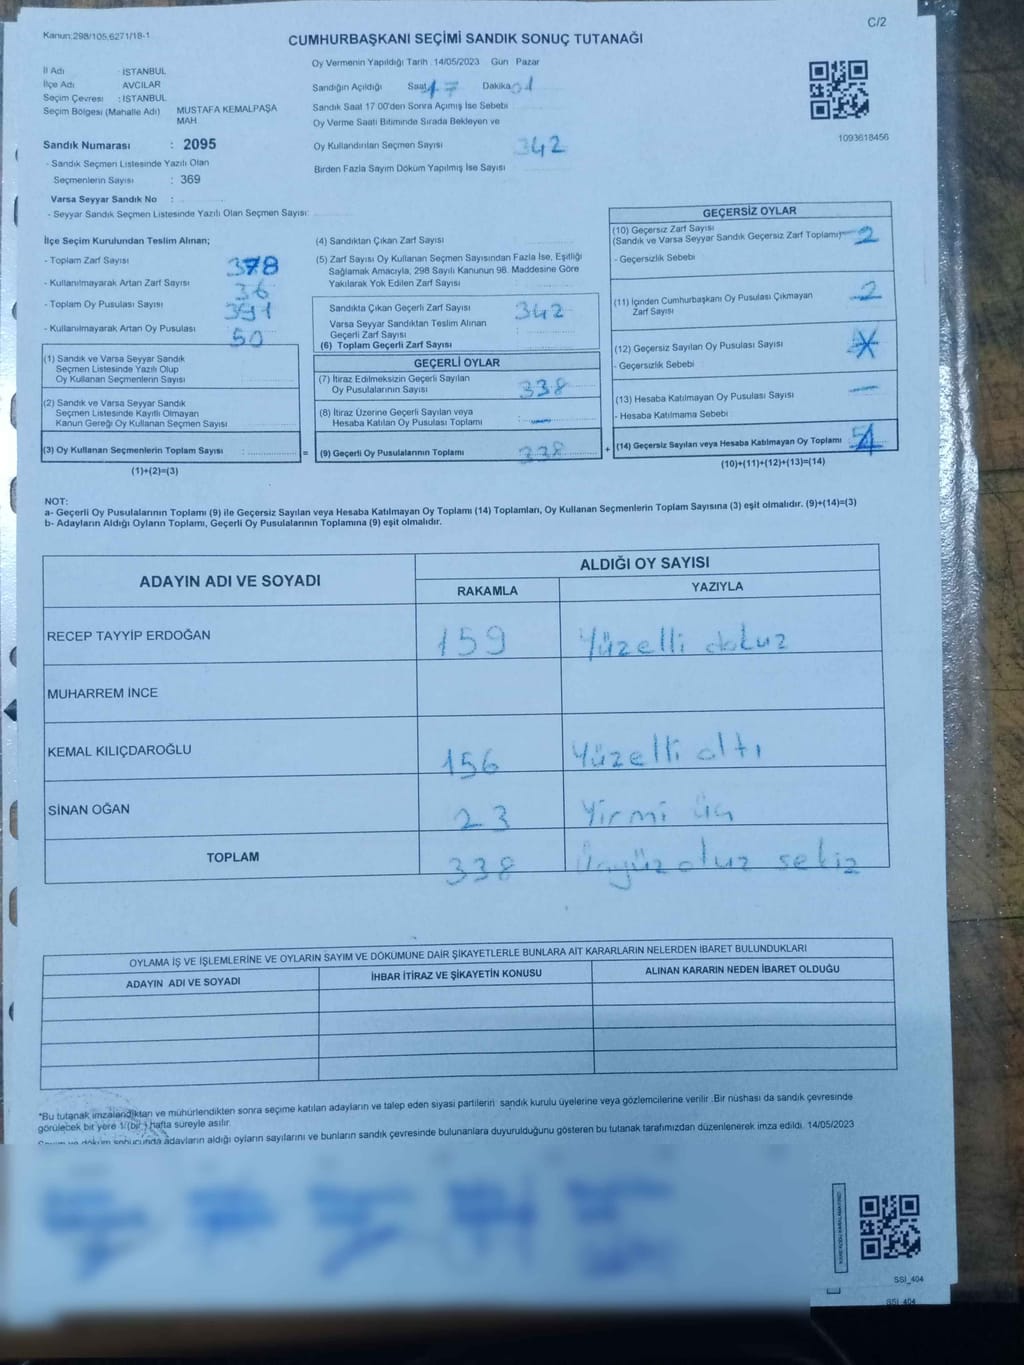 C/2
Kanun:298/105,6271/18-1
CUMHURBAŞKANI SEÇİMİ SANDIK SONUÇ TUTANAĞI
İl Adı : İSTANBUL
İlçe Adı : AVCILAR
Seçim Çevresi : İSTANBUL
Seçim Bölgesi (Mahalle Adı) MUSTAFA KEMALPAŞA MAH.
Sandık Numarası : 2095
- Sandık Seçmen Listesinde Yazılı Olan
Seçmenlerin Sayısı : 369
Varsa Seyyar Sandık No :
- Seyyar Sandık Seçmen Listesinde Yazılı Olan Seçmen Sayısı:
Oy Vermenin Yapıldığı Tarih : 14/05/2023 Gün Pazar
Sandığın Açıldığı Saat 17 Dakika 01
Sandık Saat 17:00'den Sonra Açımış İse Sebebi
Oy Verme Saati Bitiminde Sırada Bekleyen ve
Oy Kullandırılan Seçmen Sayısı 342
Birden Fazla Sayım Döküm Yapılmış İse Sayısı
1093618456
İlçe Seçim Kurulundan Teslim Alınan;
- Toplam Zarf Sayısı 378
- Kullanılmayarak Artan Zarf Sayısı 36
- Toplam Oy Pusulası Sayısı 391
- Kullanılmayarak Artan Oy Pusulası 50
(1) Sandık ve Varsa Seyyar Sandık
Seçmen Listesinde Yazılı Olup
Oy Kullanan Seçmenlerin Sayısı
(2) Sandık ve Varsa Seyyar Sandık
Seçmen Listesinde Kayıtlı Olmayan
Kanun Gereği Oy Kullanan Seçmen Sayısı
(3) Oy Kullanan Seçmenlerin Toplam Sayısı : =
(1)+(2)=(3)
(4) Sandıktan Çıkan Zarf Sayısı
(5) Zarf Sayısı Oy Kullanan Seçmen Sayısından Fazla İse, Eşitliği
Sağlamak Amacıyla, 298 Sayılı Kanunun 98. Maddesine Göre
Yakılarak Yok Edilen Zarf Sayısı
Sandıkta Çıkan Geçerli Zarf Sayısı 342
Varsa Seyyar Sandıktan Teslim Alınan
Geçerli Zarf Sayısı
(6) Toplam Geçerli Zarf Sayısı
GEÇERLİ OYLAR
(7) İtiraz Edilmeksizin Geçerli Sayılan
Oy Pusulalarının Sayısı 338
(8) İtiraz Üzerine Geçerli Sayılan veya
Hesaba Katılan Oy Pusulası Toplamı —
(9) Geçerli Oy Pusulalarının Toplamı 338 +
GEÇERSİZ OYLAR
(10) Geçersiz Zarf Sayısı
(Sandık ve Varsa Seyyar Sandık Geçersiz Zarf Toplamı) 2
- Geçersizlik Sebebi
(11) İçinden Cumhurbaşkanı Oy Pusulası Çıkmayan
Zarf Sayısı 2
(12) Geçersiz Sayılan Oy Pusulası Sayısı
- Geçersizlik Sebebi
(13) Hesaba Katılmayan Oy Pusulası Sayısı —
- Hesaba Katılmama Sebebi
(14) Geçersiz Sayılan veya Hesaba Katılmayan Oy Toplamı 4
(10)+(11)+(12)+(13)=(14)
NOT:
a- Geçerli Oy Pusulalarının Toplamı (9) ile Geçersiz Sayılan veya Hesaba Katılmayan Oy Toplamı (14) Toplamları, Oy Kullanan Seçmenlerin Toplam Sayısına (3) eşit olmalıdır. (9)+(14)=(3)
b- Adayların Aldığı Oyların Toplamı, Geçerli Oy Pusulalarının Toplamına (9) eşit olmalıdır.
ADAYIN ADI VE SOYADI ALDIĞI OY SAYISI
RAKAMLA YAZIYLA
RECEP TAYYİP ERDOĞAN 159 Yüzelli dokuz
MUHARREM İNCE
KEMAL KILIÇDAROĞLU 156 Yüzelli altı
SİNAN OĞAN 23 Yirmi üç
TOPLAM 338 Üçyüz otuz sekiz
OYLAMA İŞ VE İŞLEMLERİNE VE OYLARIN SAYIM VE DÖKÜMÜNE DAİR ŞİKAYETLERLE BUNLARA AİT KARARLARIN NELERDEN İBARET BULUNDUKLARI
ADAYIN ADI VE SOYADI İHBAR İTİRAZ VE ŞİKAYETİN KONUSU ALINAN KARARIN NEDEN İBARET OLDUĞU
*Bu tutanak imzalandıktan ve mühürlendikten sonra seçime katılan adayların ve talep eden siyasi partilerin sandık kurulu üyelerine veya gözlemcilerine verilir. Bir nüshası da sandık çevresinde
görülecek bir yere 1 (bir) hafta süreyle asılır.
Sayım ve döküm sonucunda adayların aldığı oyların sayılarını ve bunların sandık çevresinde bulunanlara duyurulduğunu gösteren bu tutanak tarafımızdan düzenlenerek imza edildi. 14/05/2023
SSI_404
SSI_404